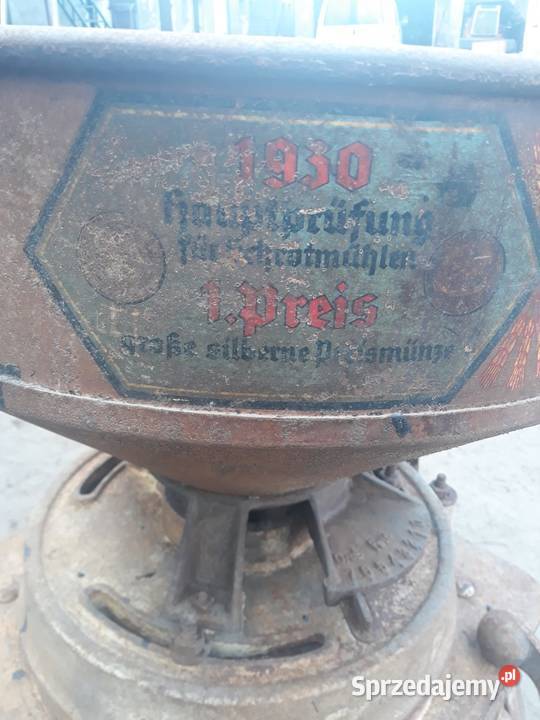 1930
Hauptprüfung
für Schrotmühlen
1. Preis
große silberne Preismünze
Sprzedajemy.pl